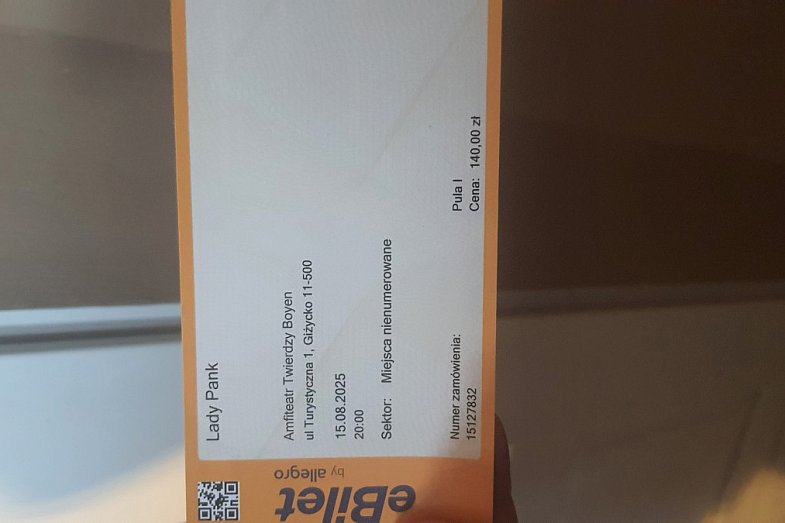 Lady Pank
Amfiteatr Twierdzy Boyen
ul Turystyczna 1, Giżycko 11-500
15.08.2025
20:00
Sektor: Miejsca nienumerowane
Pula I
Numer zamówienia: Cena: 140,00 zł
15127832
eBilet
by allegro